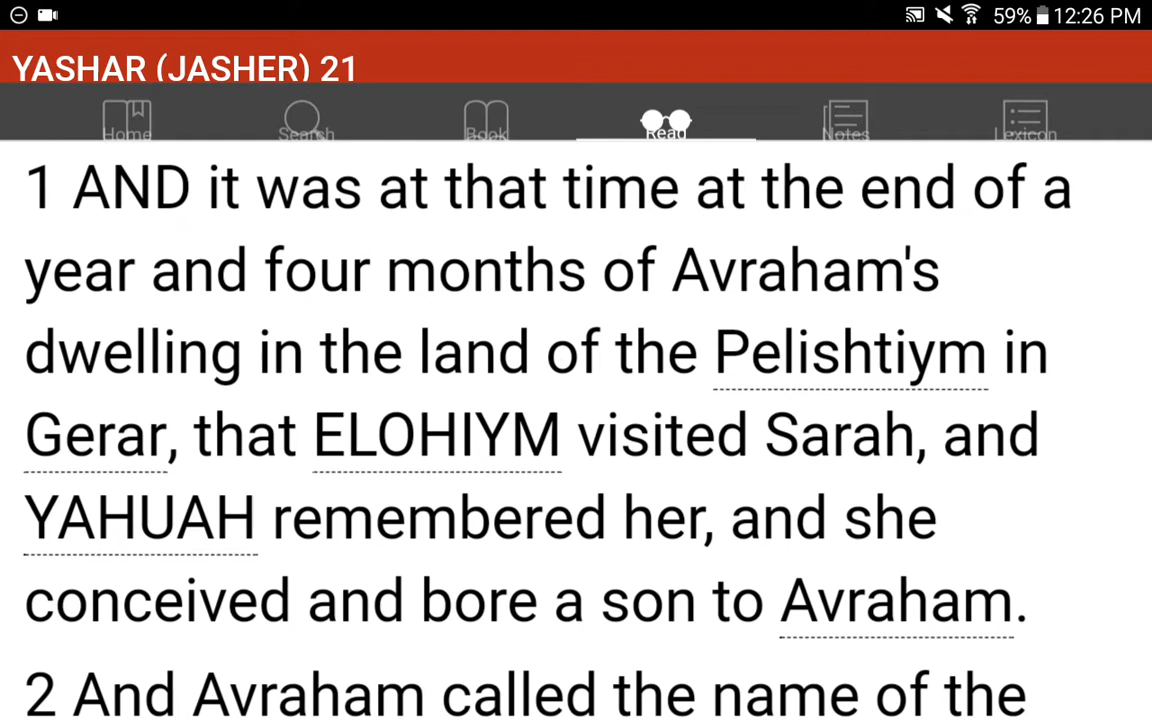 59% 12:26 PM
YASHAR (JASHER) 21
Home Search Book Read Notes Lexicon
1 AND it was at that time at the end of a
year and four months of Avraham's
dwelling in the land of the Pelishtiym in
Gerar, that ELOHIYM visited Sarah, and
YAHUAH remembered her, and she
conceived and bore a son to Avraham.
2 And Avraham called the name of the